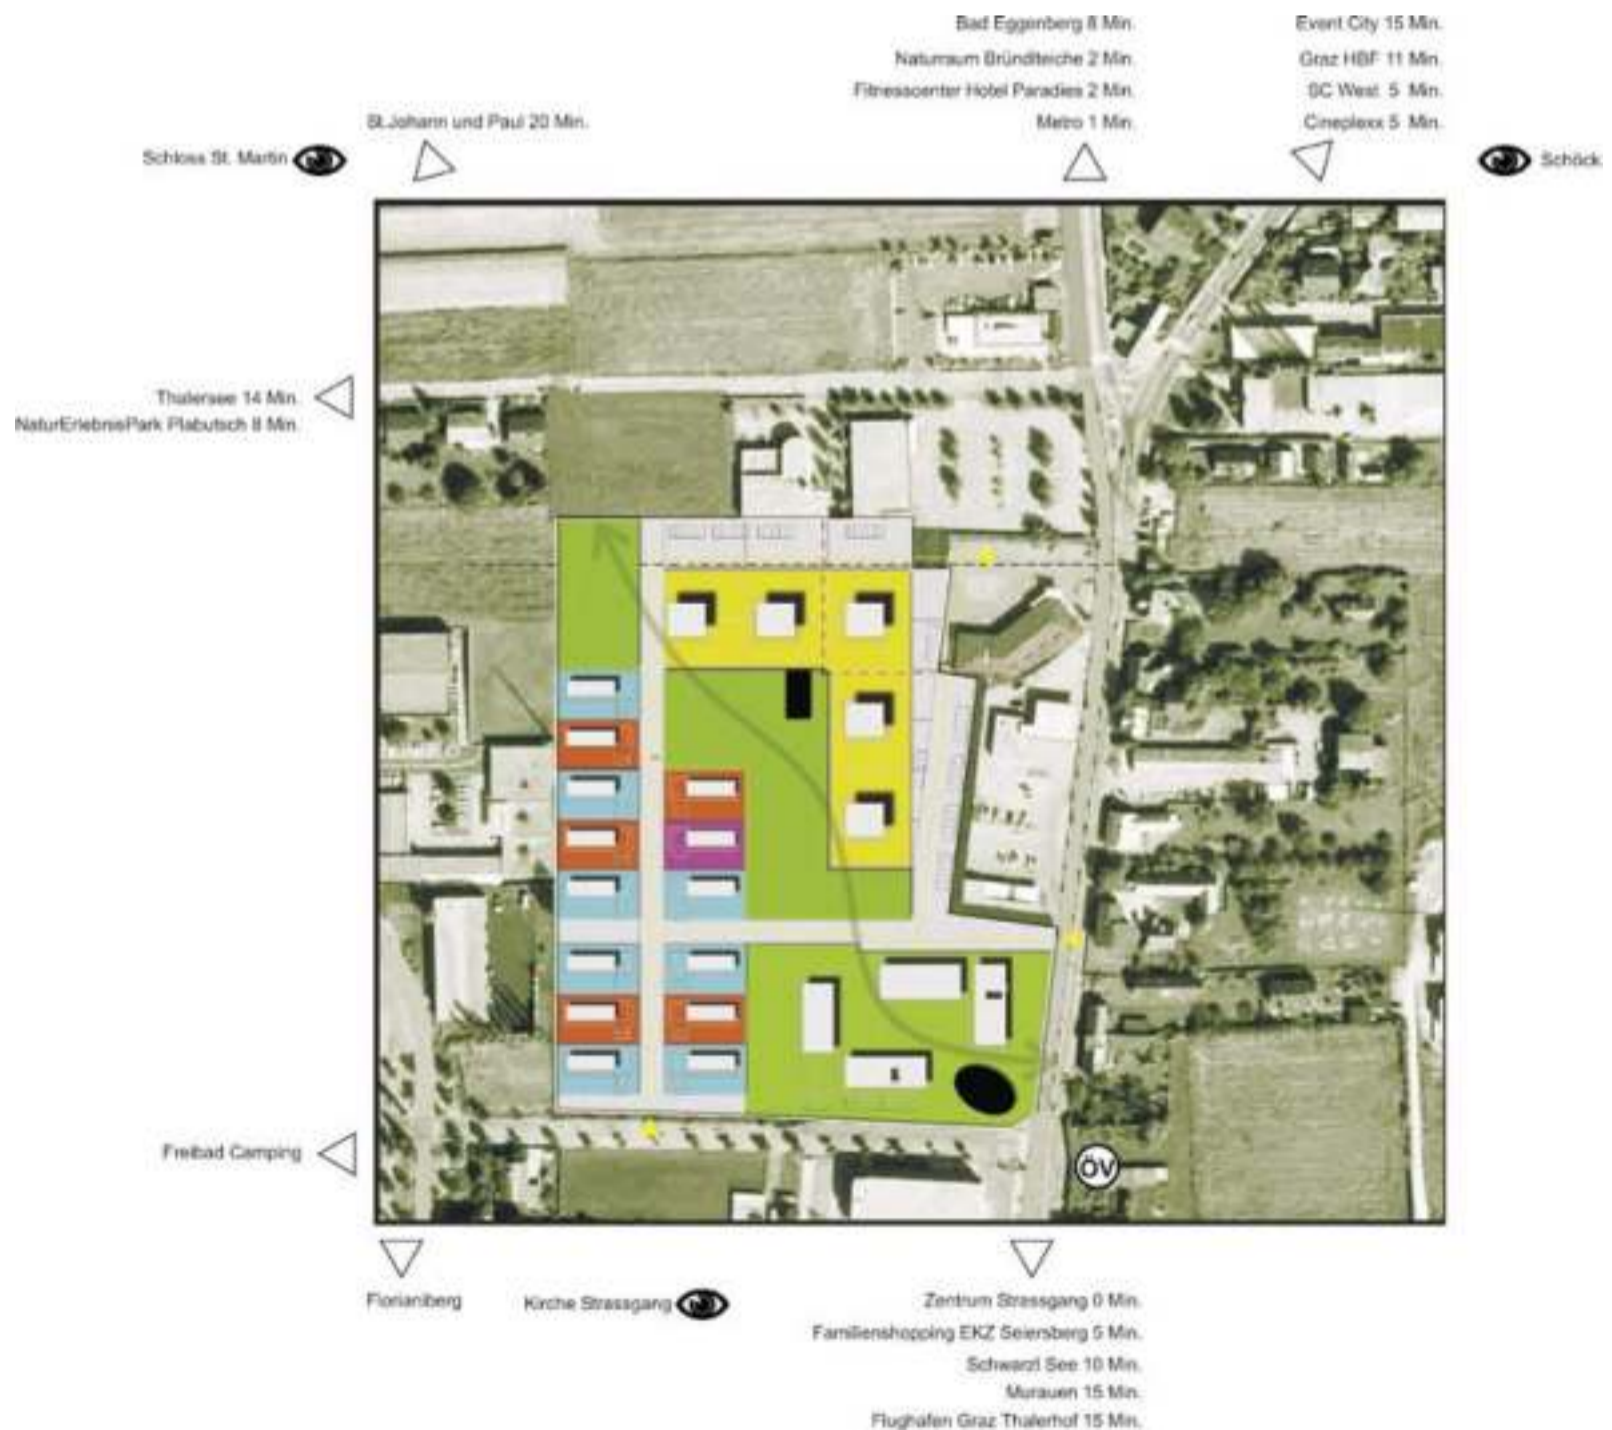 Bad Eggenberg 8 Min.
Naturraum Bründlteiche 2 Min.
Fitnesscenter Hotel Paradies 2 Min.
Metro 1 Min.
Event City 15 Min.
Graz HBF 11 Min.
SC West 5 Min.
Cineplexx 5 Min.
St.Johann und Paul 20 Min.
Schloss St. Martin
Schöck
Thalersee 14 Min.
NaturErlebnisPark Plabutsch 8 Min.
Freibad Camping
ÖV
Florianiberg
Kirche Strassgang
Zentrum Strassgang 0 Min.
Familienshopping EKZ Seiersberg 5 Min.
Schwarzl See 10 Min.
Murauen 15 Min.
Flughafen Graz Thalerhof 15 Min.